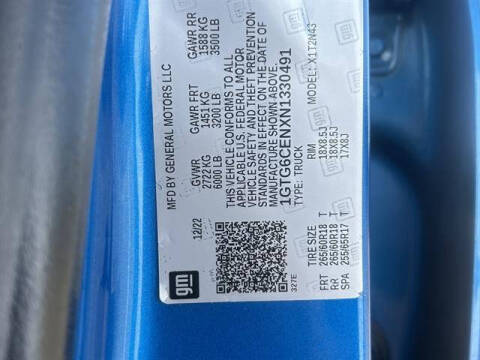 gm
MFD BY GENERAL MOTORS LLC
12/22
GVWR GAWR FRT GAWR RR
2722 KG 1451 KG 1588 KG
6000 LB 3200 LB 3500 LB
THIS VEHICLE CONFORMS TO ALL
APPLICABLE U.S. FEDERAL MOTOR
VEHICLE SAFETY AND THEFT PREVENTION
STANDARDS IN EFFECT ON THE DATE OF
MANUFACTURE SHOWN ABOVE.
1GTG6CENXN1330491
TYPE: TRUCK MODEL: X1T2N43
327E
TIRE SIZE RIM
FRT 265/60R18 T 18X8.5J
RR 265/60R18 T 18X8.5J
SPA 255/65R17 T 17X8J